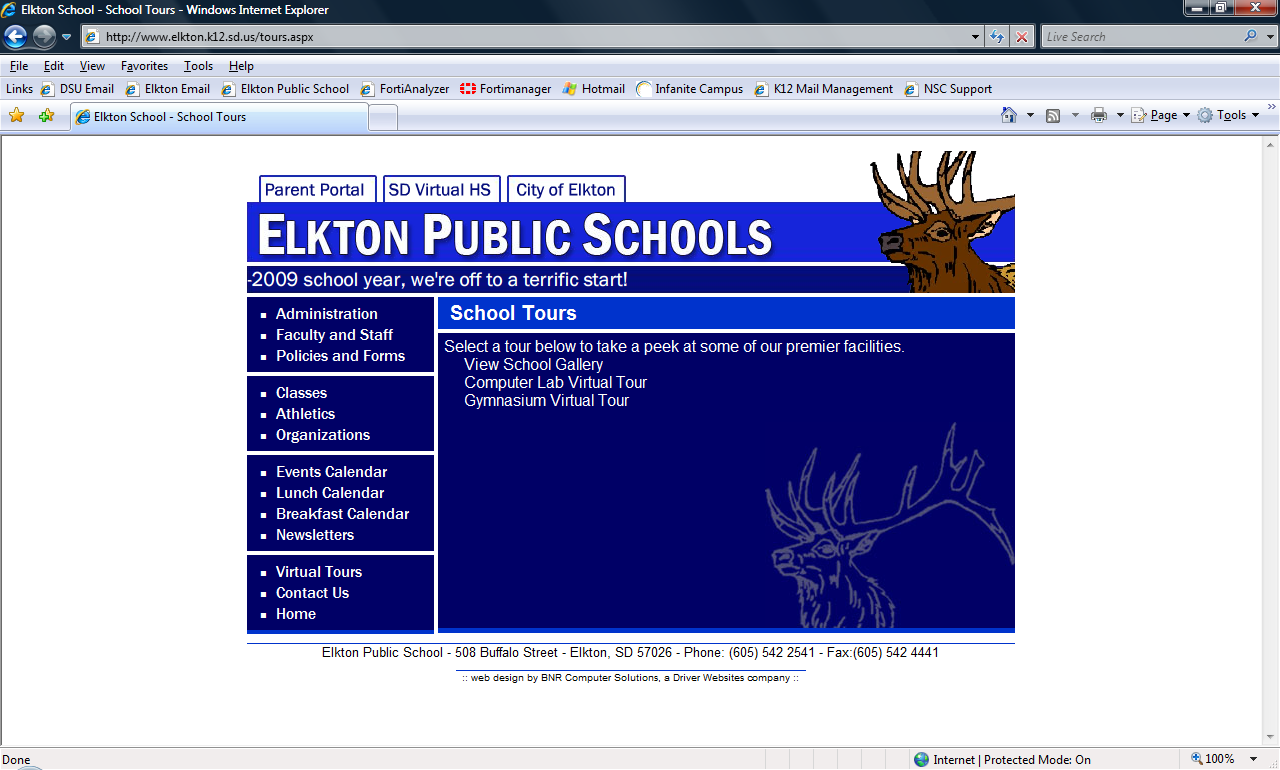 Elkton School - School Tours - Windows Internet Explorer
http://www.elkton.k12.sd.us/tours.aspx
Live Search
File Edit View Favorites Tools Help
Links DSU Email Elkton Email Elkton Public School FortiAnalyzer Fortimanager Hotmail Infanite Campus K12 Mail Management NSC Support
Elkton School - School Tours
Page Tools
Parent Portal SD Virtual HS City of Elkton
ELKTON PUBLIC SCHOOLS
-2009 school year, we're off to a terrific start!
Administration
Faculty and Staff
Policies and Forms
Classes
Athletics
Organizations
Events Calendar
Lunch Calendar
Breakfast Calendar
Newsletters
Virtual Tours
Contact Us
Home
School Tours
Select a tour below to take a peek at some of our premier facilities.
View School Gallery
Computer Lab Virtual Tour
Gymnasium Virtual Tour
Elkton Public School - 508 Buffalo Street - Elkton, SD 57026 - Phone: (605) 542 2541 - Fax:(605) 542 4441
:: web design by BNR Computer Solutions, a Driver Websites company ::
Done
Internet | Protected Mode: On
100%